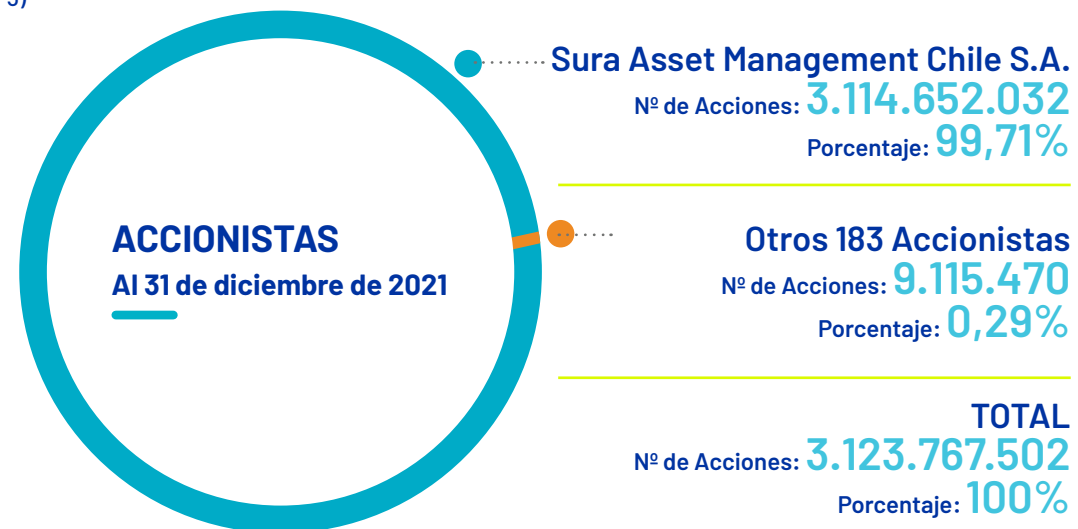 ACCIONISTAS
Al 31 de diciembre de 2021
Sura Asset Management Chile S.A.
Nº de Acciones: 3.114.652.032
Porcentaje: 99,71%
Otros 183 Accionistas
Nº de Acciones: 9.115.470
Porcentaje: 0,29%
TOTAL
Nº de Acciones: 3.123.767.502
Porcentaje: 100%